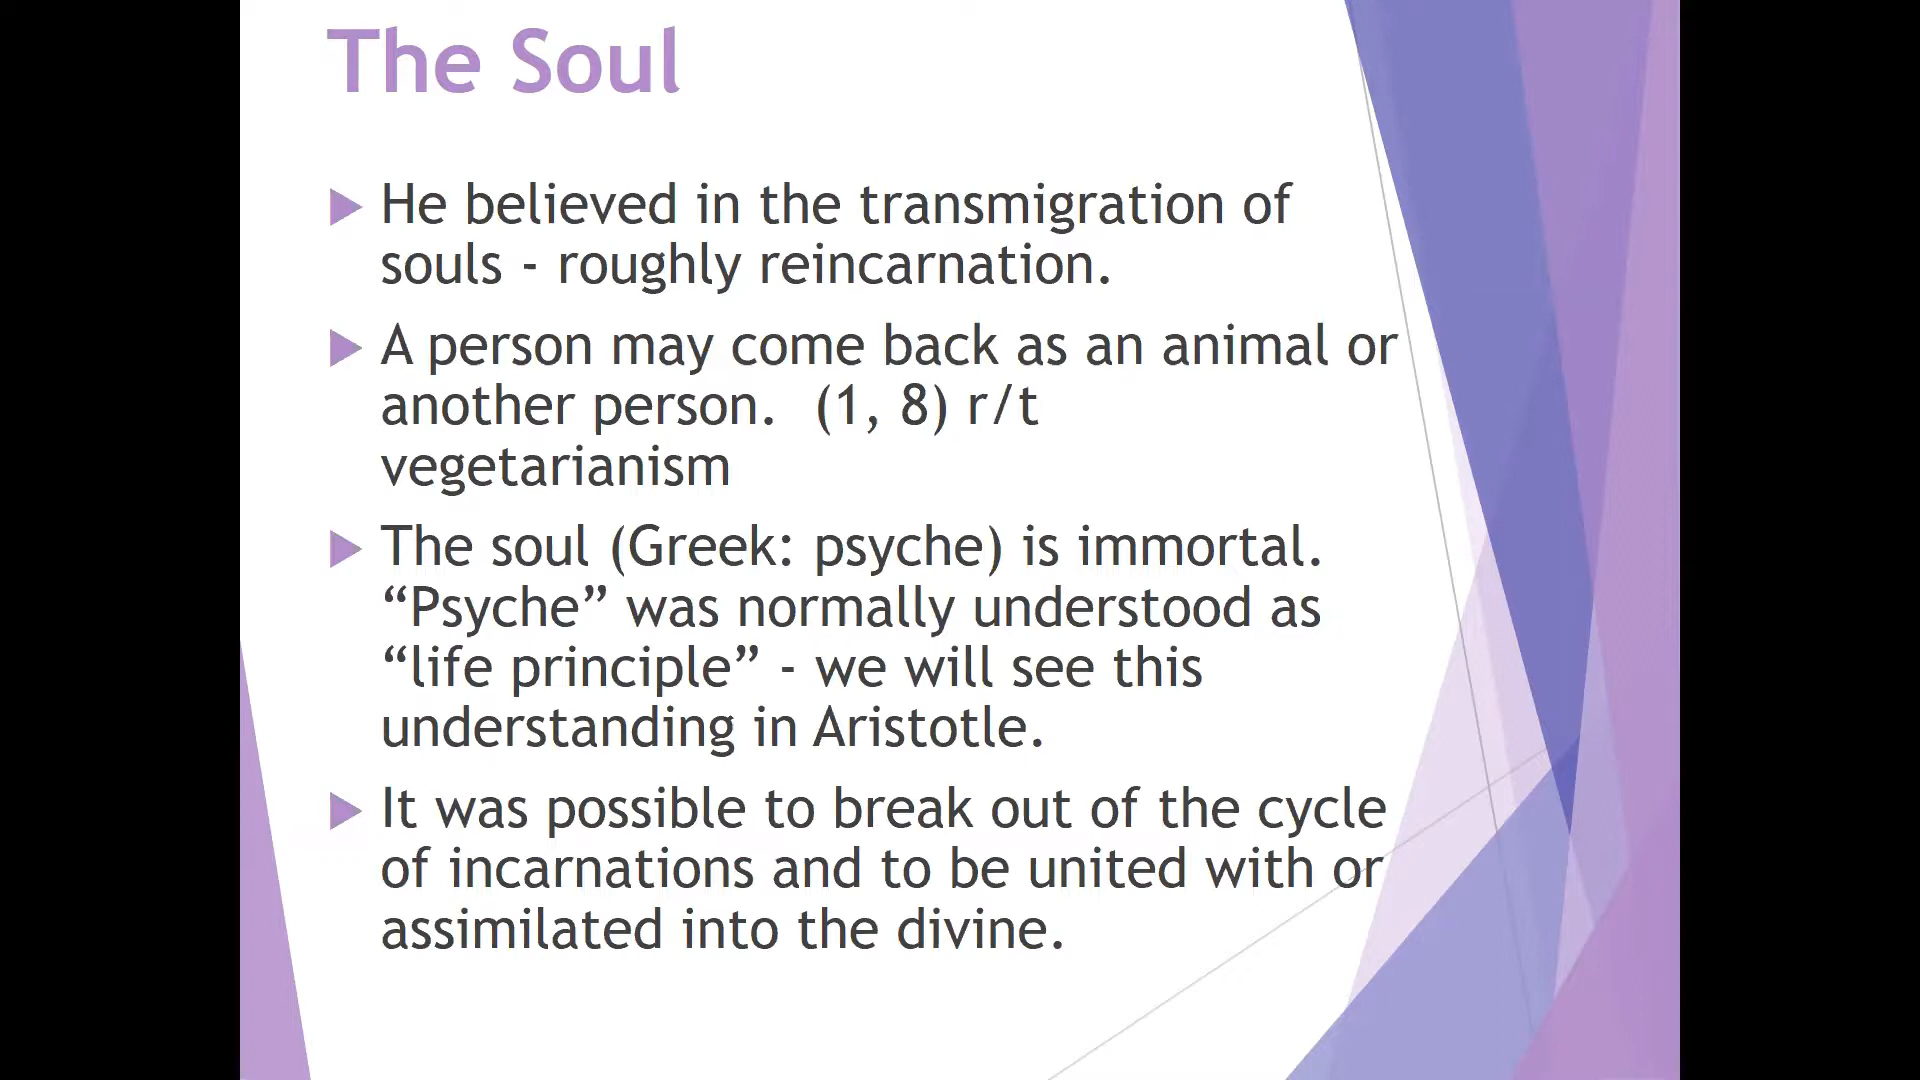 The Soul
He believed in the transmigration of
souls - roughly reincarnation.
A person may come back as an animal or
another person.  (1, 8) r/t
vegetarianism
The soul (Greek: psyche) is immortal.
“Psyche” was normally understood as
“life principle” - we will see this
understanding in Aristotle.
It was possible to break out of the cycle
of incarnations and to be united with or
assimilated into the divine.